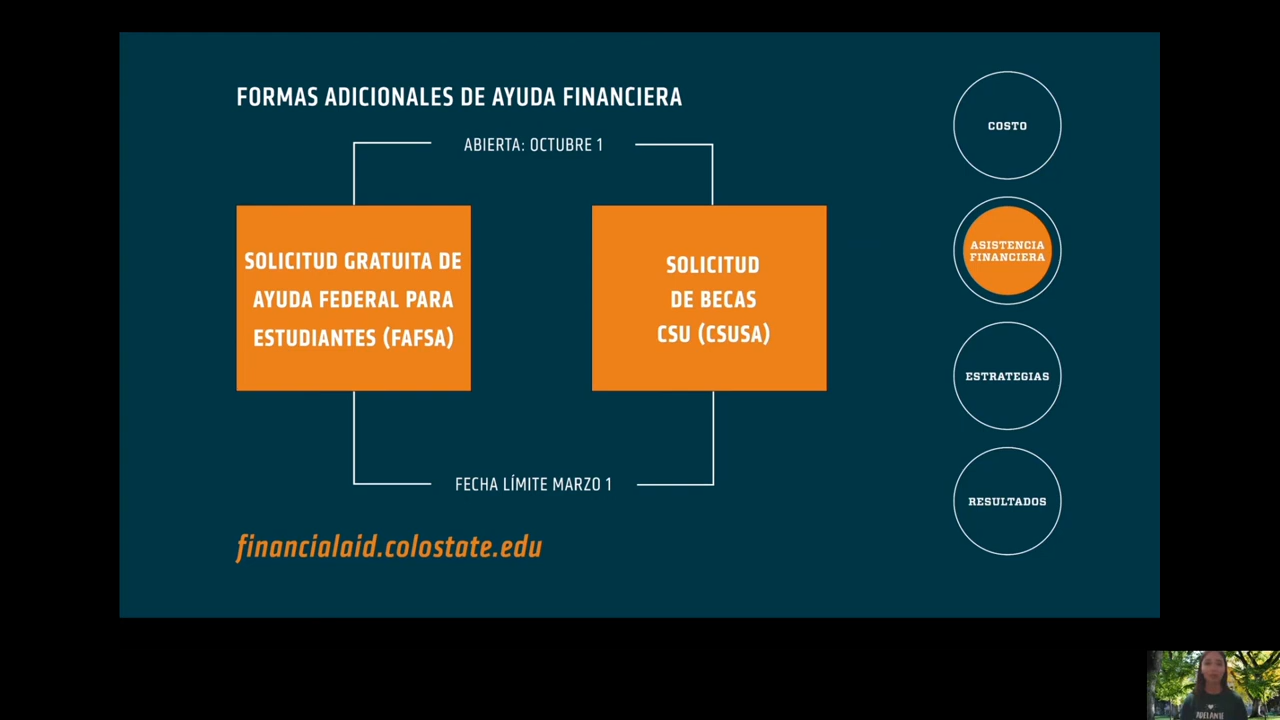 FORMAS ADICIONALES DE AYUDA FINANCIERA
ABIERTA: OCTUBRE 1
SOLICITUD GRATUITA DE
AYUDA FEDERAL PARA
ESTUDIANTES (FAFSA)
SOLICITUD
DE BECAS
CSU (CSUSA)
FECHA LÍMITE MARZO 1
financialaid.colostate.edu
COSTO
ASISTENCIA
FINANCIERA
ESTRATEGIAS
RESULTADOS
ADELANTE